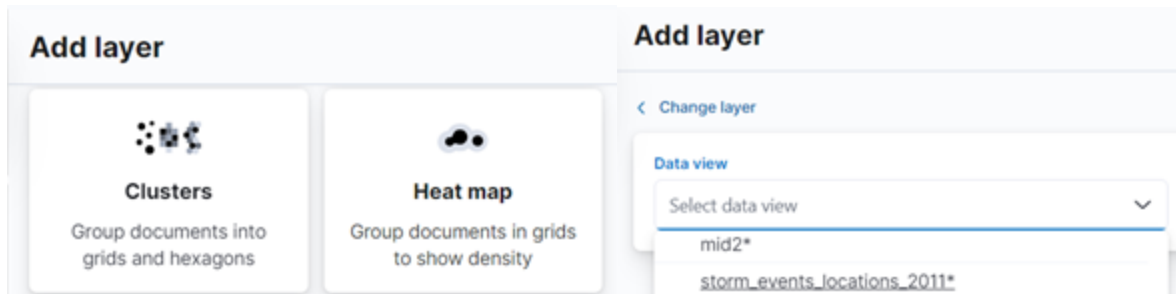 Add layer
Clusters
Group documents into
grids and hexagons
Heat map
Group documents in grids
to show density
Add layer
Change layer
Data view
Select data view
mid2*
storm_events_locations_2011*